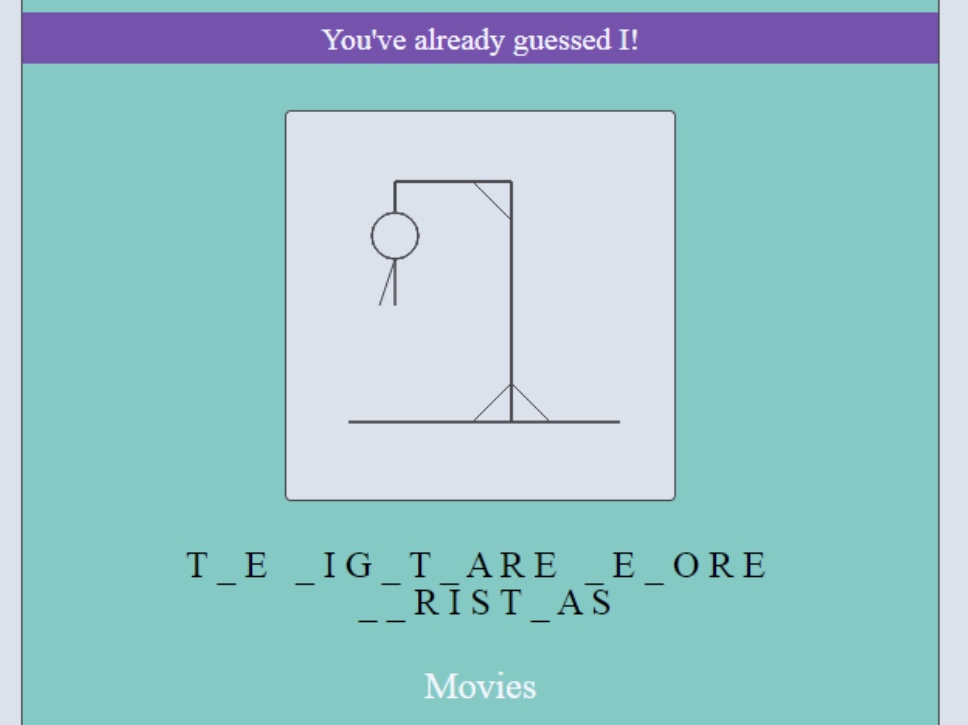 You've already guessed I!
T _ E _ I G _ T _ A R E _ E _ O R E
_ _ R I S T _ A S
Movies